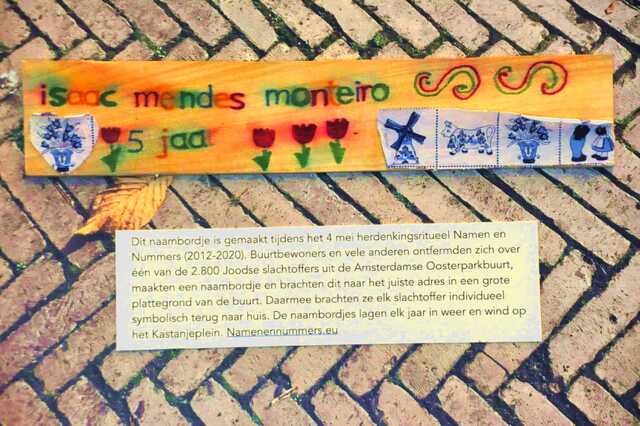 isaac mendes monteiro
5 jaar
Dit naambordje is gemaakt tijdens het 4 mei herdenkingsritueel Namen en
Nummers (2012-2020). Buurtbewoners en vele anderen ontfermden zich over
één van de 2.800 Joodse slachtoffers uit de Amsterdamse Oosterparkbuurt,
maakten een naambordje en brachten dit naar het juiste adres in een grote
plattegrond van de buurt. Daarmee brachten ze elk slachtoffer individueel
symbolisch terug naar huis. De naambordjes lagen elk jaar in weer en wind op
het Kastanjeplein. Namenennummers.eu